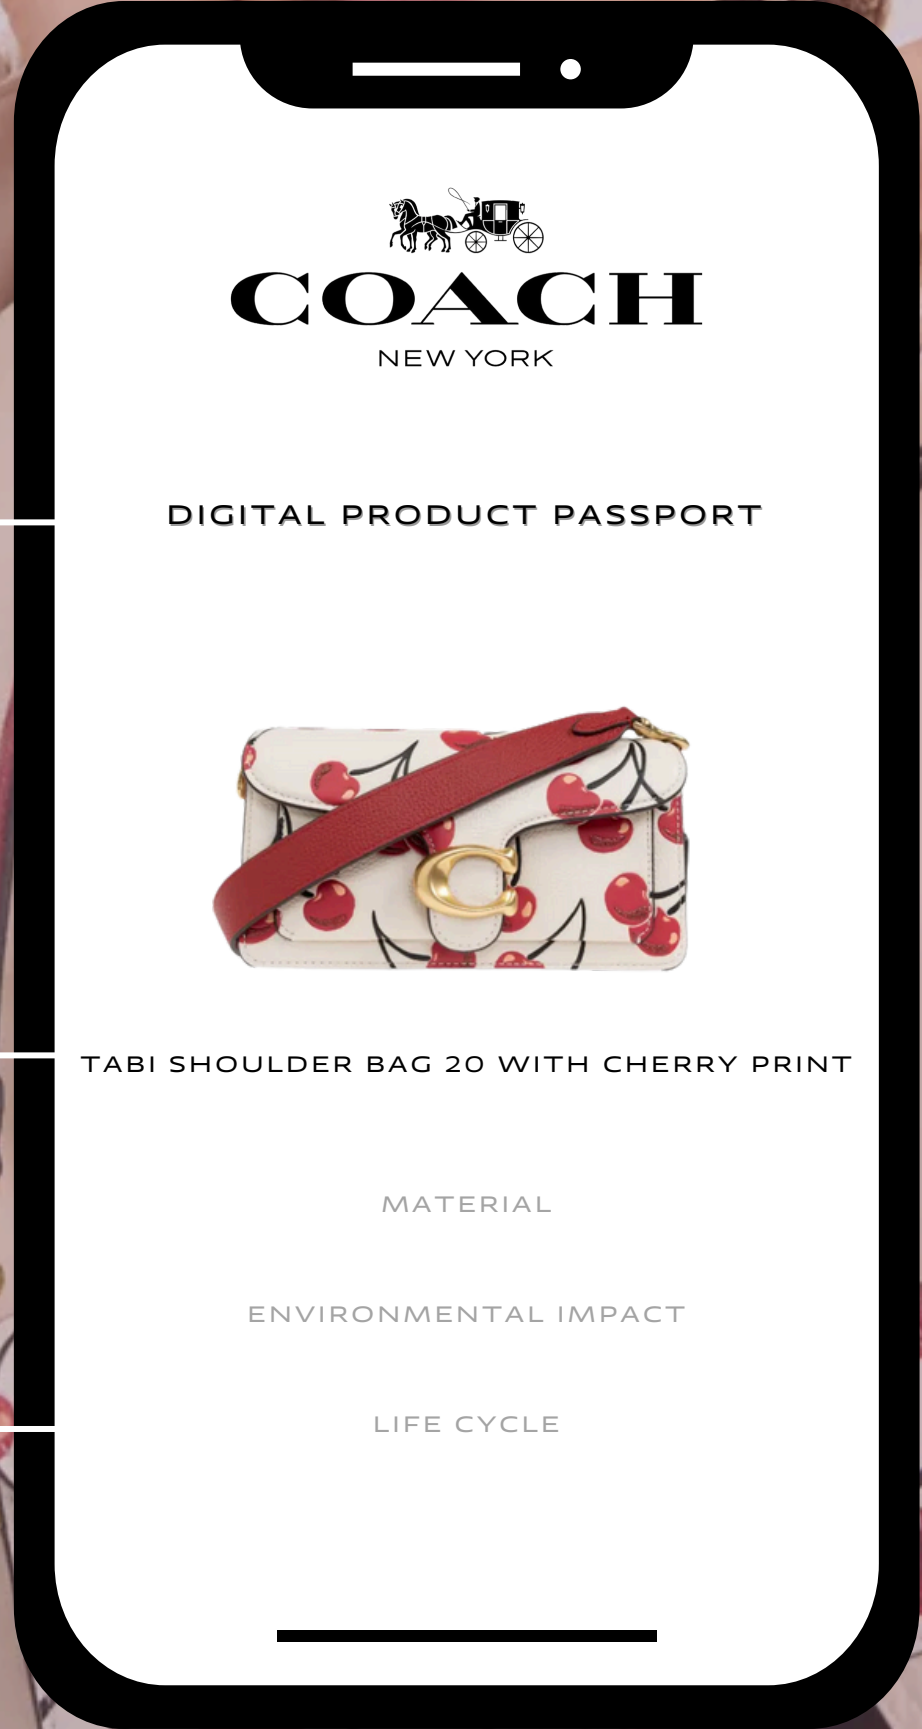 COACH
NEW YORK
DIGITAL PRODUCT PASSPORT
TABI SHOULDER BAG 20 WITH CHERRY PRINT
MATERIAL
ENVIRONMENTAL IMPACT
LIFE CYCLE